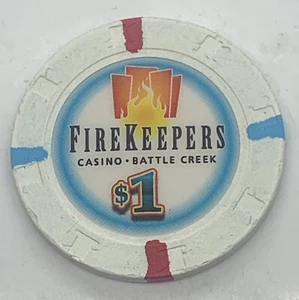 FIREKEEPERS
CASINO • BATTLE CREEK
$1